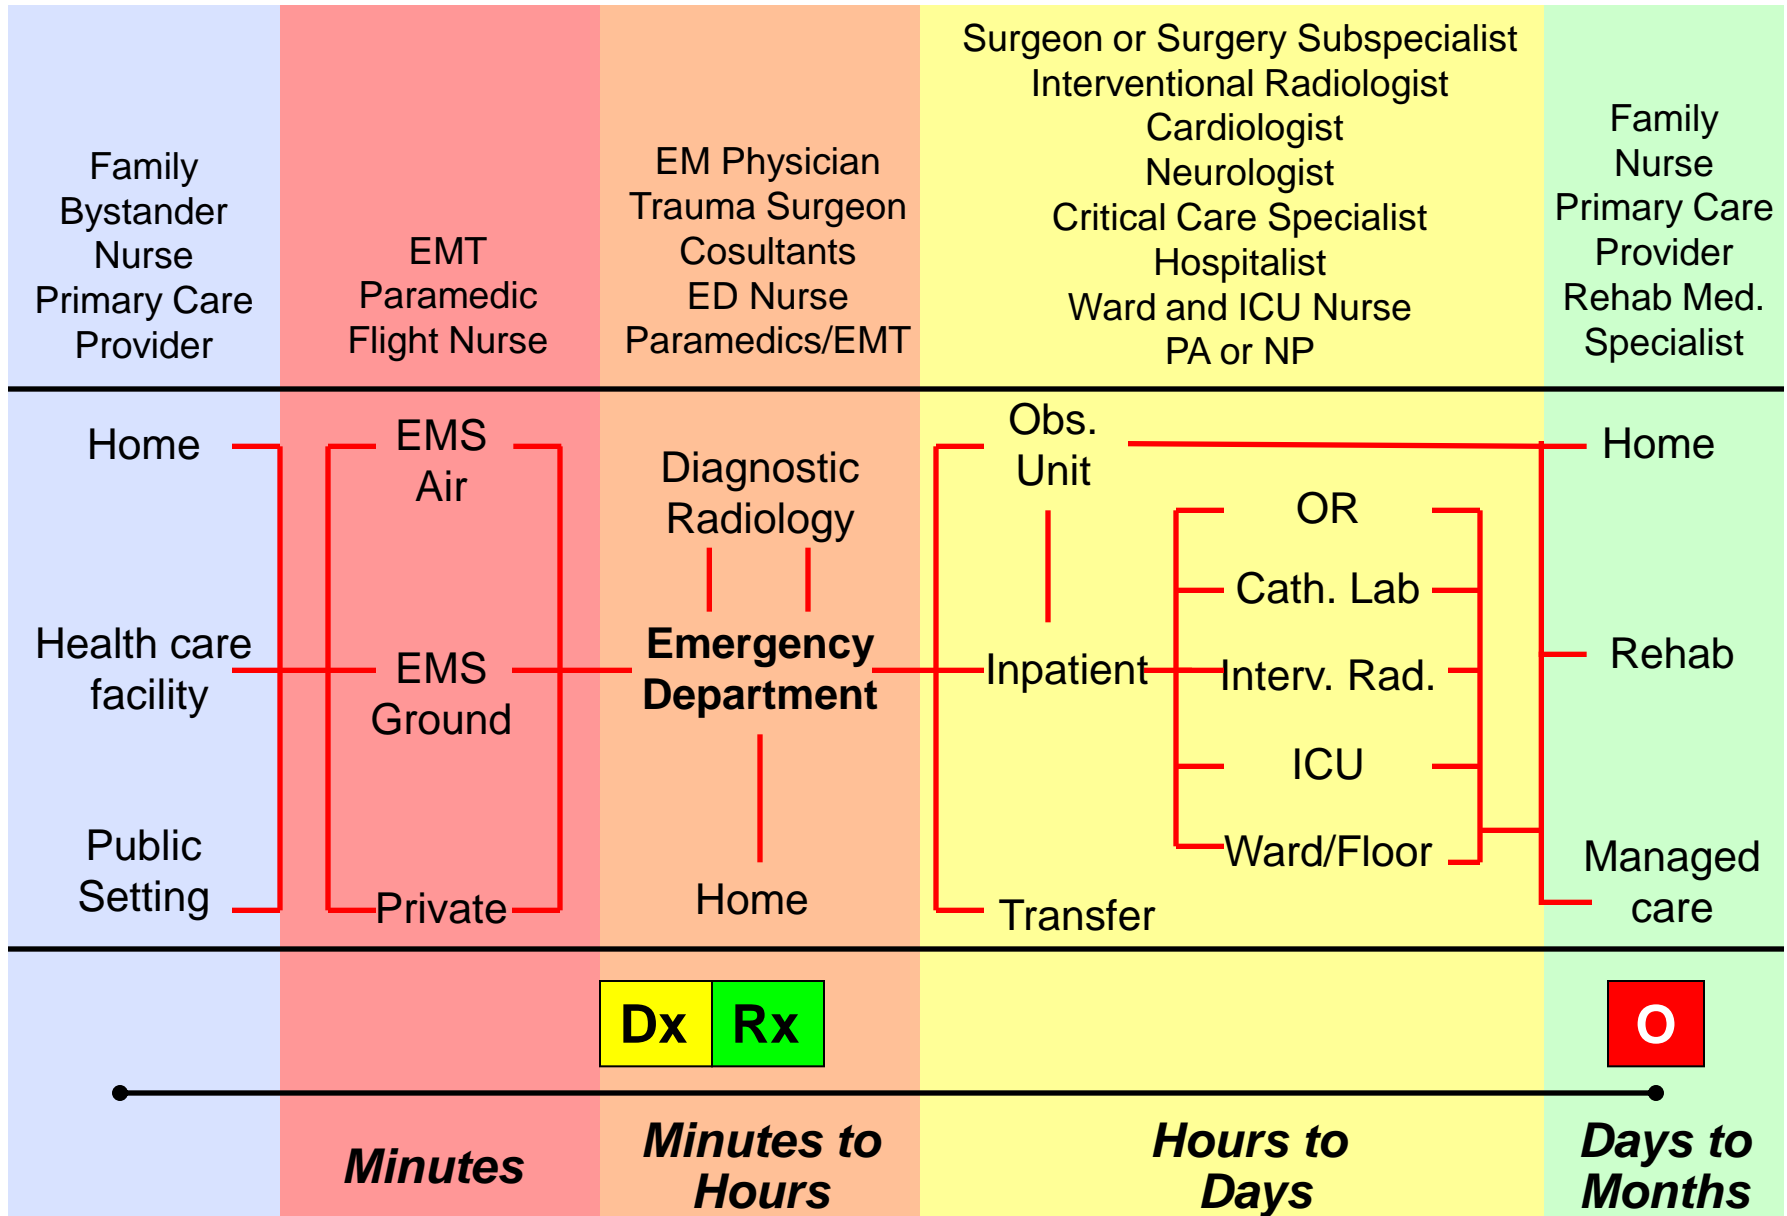 Family
Bystander
Nurse
Primary Care
Provider
EMT
Paramedic
Flight Nurse
EM Physician
Trauma Surgeon
Cosultants
ED Nurse
Paramedics/EMT
Surgeon or Surgery Subspecialist
Interventional Radiologist
Cardiologist
Neurologist
Critical Care Specialist
Hospitalist
Ward and ICU Nurse
PA or NP
Family
Nurse
Primary Care
Provider
Rehab Med.
Specialist
Home
Health care
facility
Public
Setting
EMS
Air
EMS
Ground
Private
Diagnostic
Radiology
Emergency
Department
Home
Obs.
Unit
Inpatient
Transfer
OR
Cath. Lab
Interv. Rad.
ICU
Ward/Floor
Home
Rehab
Managed
care
Dx
Rx
O
Minutes
Minutes to
Hours
Hours to
Days
Days to
Months